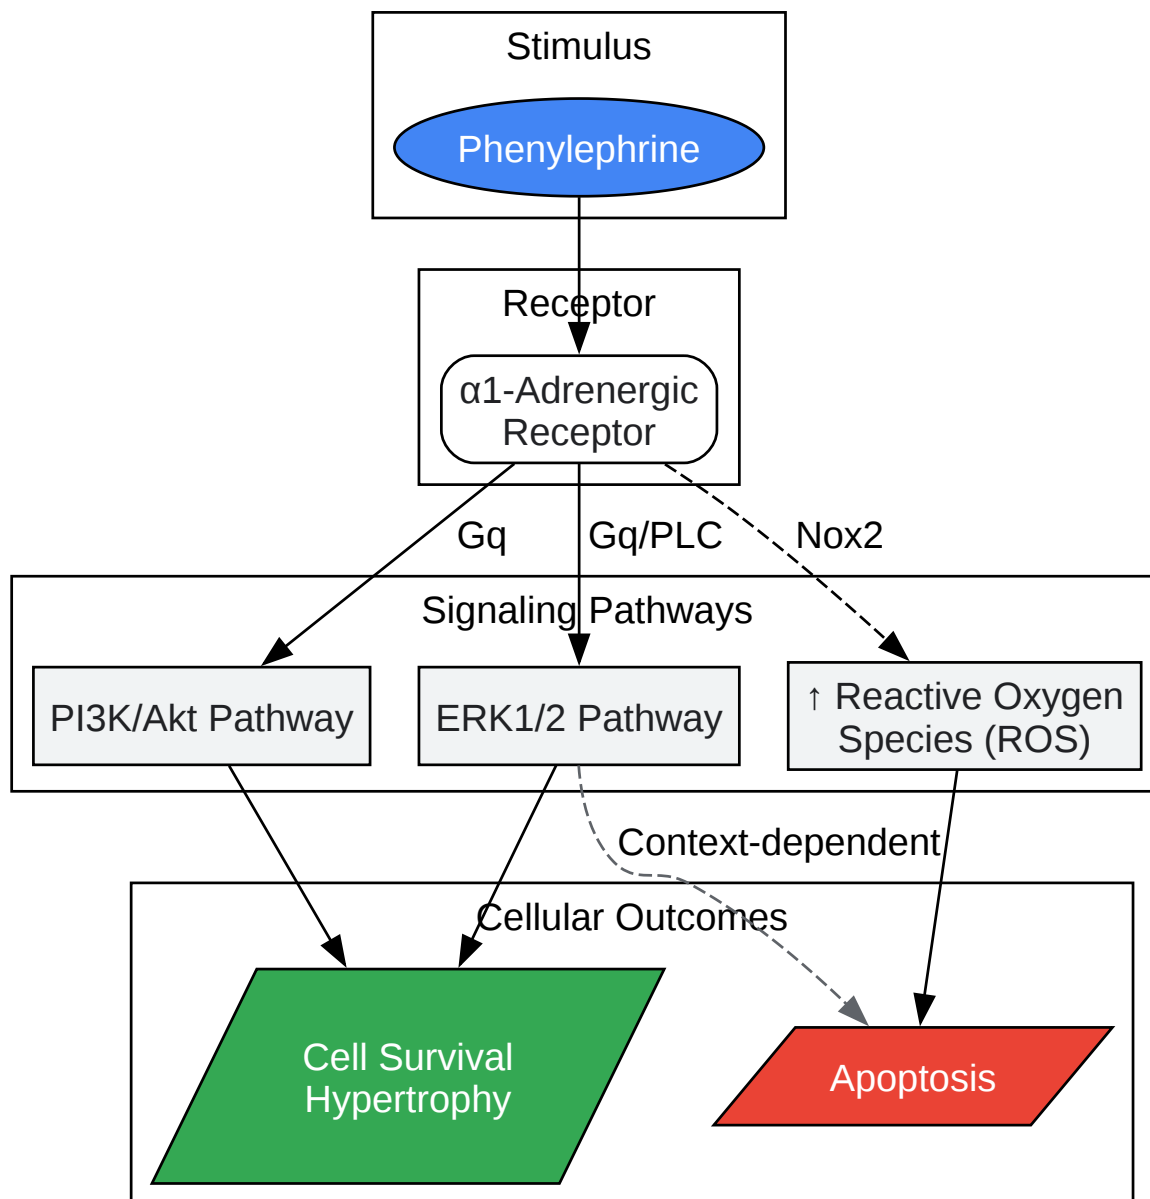 Stimulus
Phenylephrine
Receptor
α1-Adrenergic
Receptor
Gq
Gq/PLC
Nox2
Signaling Pathways
PI3K/Akt Pathway
ERK1/2 Pathway
↑ Reactive Oxygen
Species (ROS)
Context-dependent
Cellular Outcomes
Cell Survival
Hypertrophy
Apoptosis